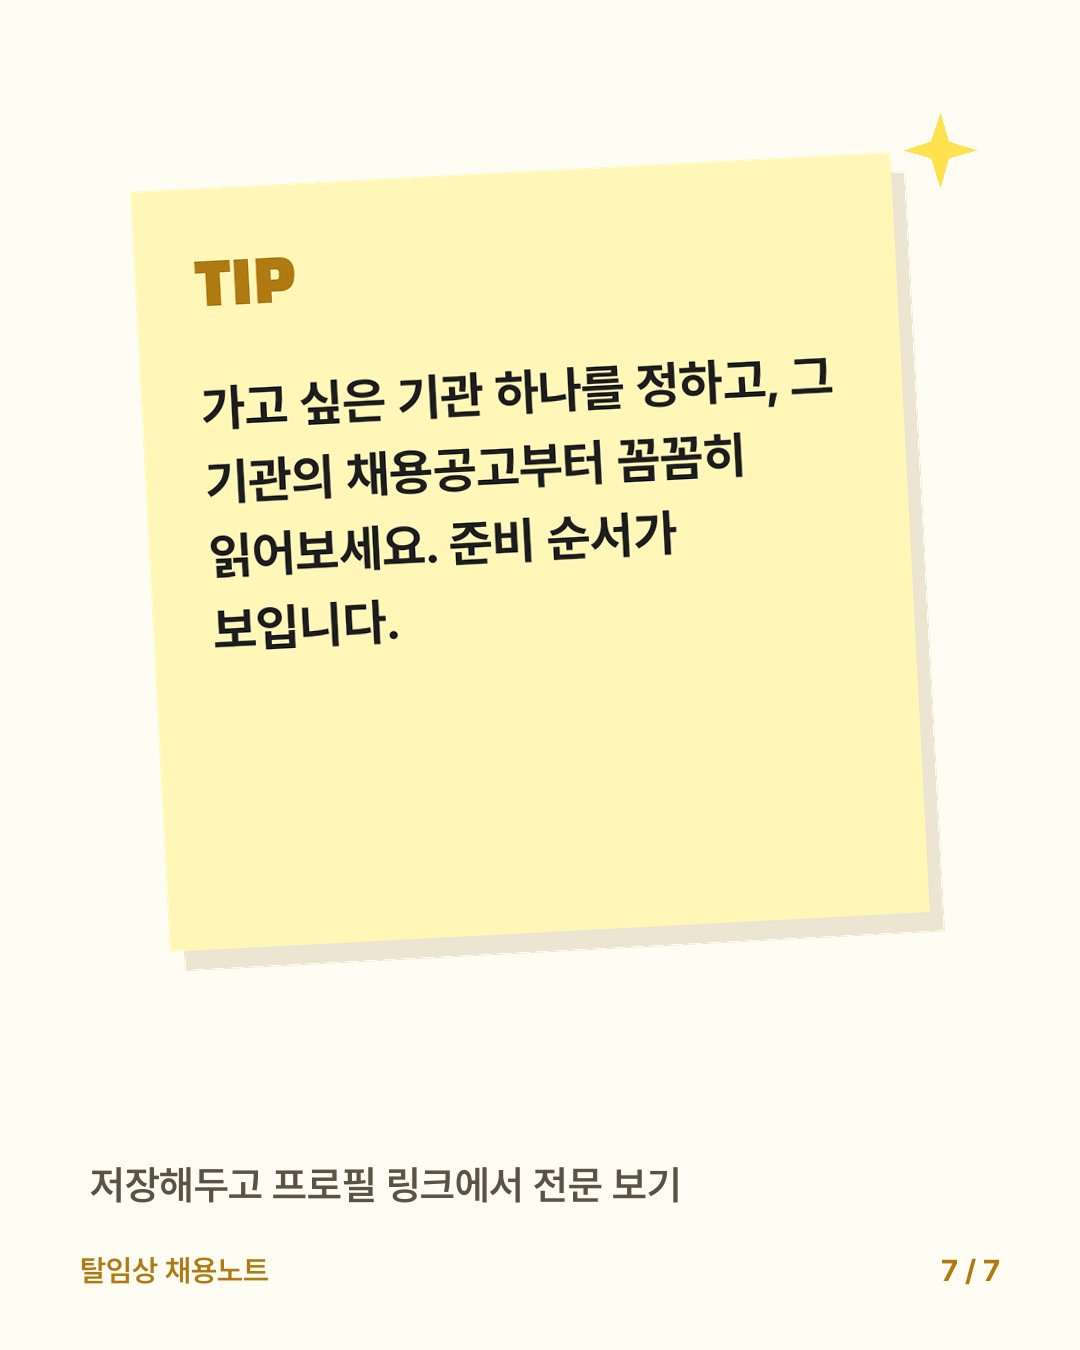 TIP
가고 싶은 기관 하나를 정하고, 그
기관의 채용공고부터 꼼꼼히
읽어보세요. 준비 순서가
보입니다.
저장해두고 프로필 링크에서 전문 보기
탈임상 채용노트
7 / 7